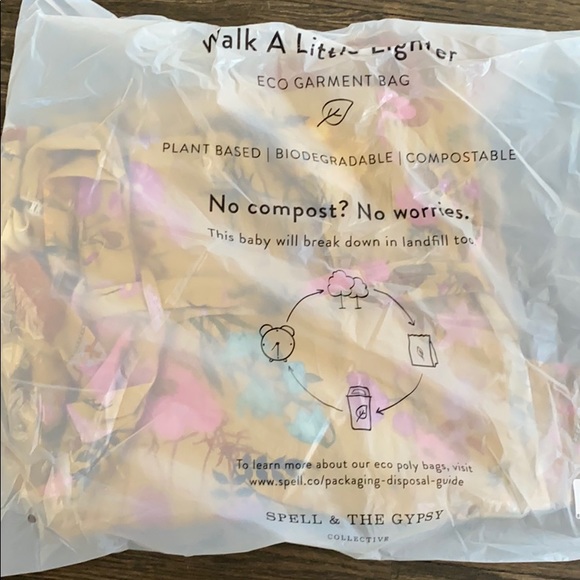 Walk A Little Lighter
ECO GARMENT BAG
PLANT BASED | BIODEGRADABLE | COMPOSTABLE
No compost? No worries.
This baby will break down in landfill too
To learn more about our eco poly bags, visit
www.spell.co/packaging-disposal-guide
SPELL & THE GYPSY
COLLECTIVE